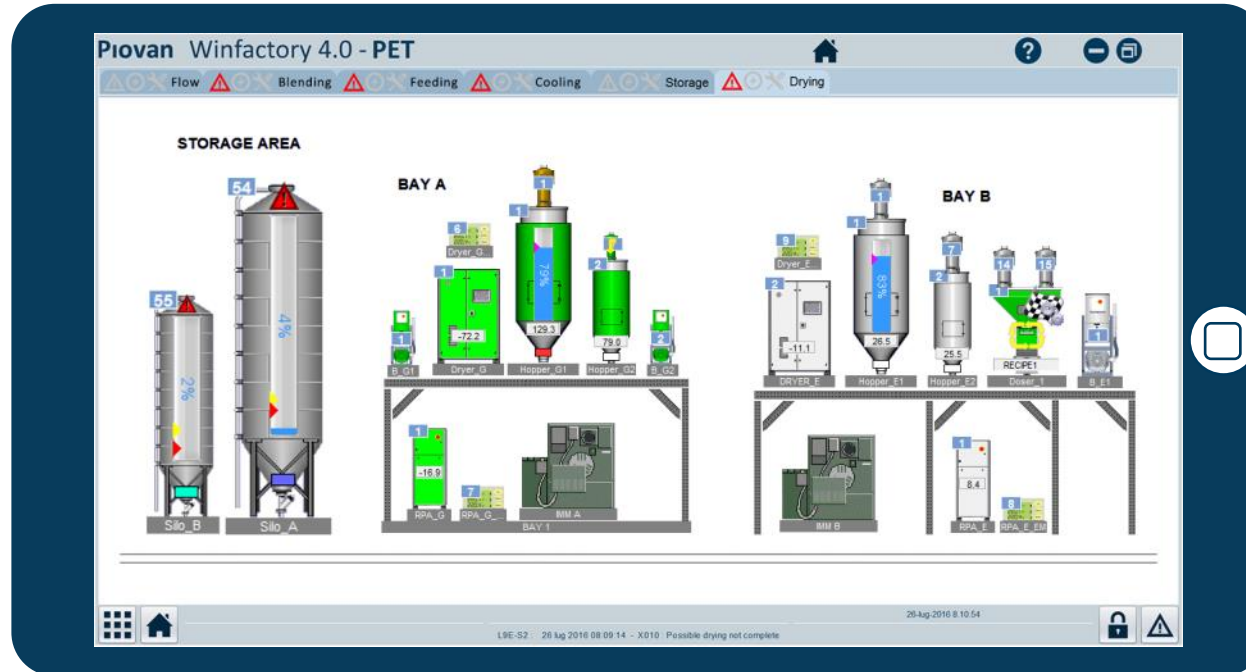 Piovan Winfactory 4.0 - PET
Flow Blending Feeding Cooling Storage Drying
STORAGE AREA
BAY A
BAY B
54
55
4%
2%
Silo_B
Silo_A
6
Dryer_G...
1
1
79%
2
1
-72.2
129.3
79.0
1
2
B_G1
Dryer_G
Hopper_G1
Hopper_G2
B_G2
1
-16.9
7
RPA_G
RPA_G_...
IMM A
BAY 1
9
Dryer_E...
1
1
83%
7
2
14
15
1
2
-11.1
26.5
25.5
RECIPE1
1
DRYER_E
Hopper_E1
Hopper_E2
Doser_1
B_E1
IMM B
1
8.4
8
RPA_E
RPA_E_EM
26-lug-2016 8.10.54
L9E-S2 : 26 lug 2016 08:09:14 - X010 : Possible drying not complete